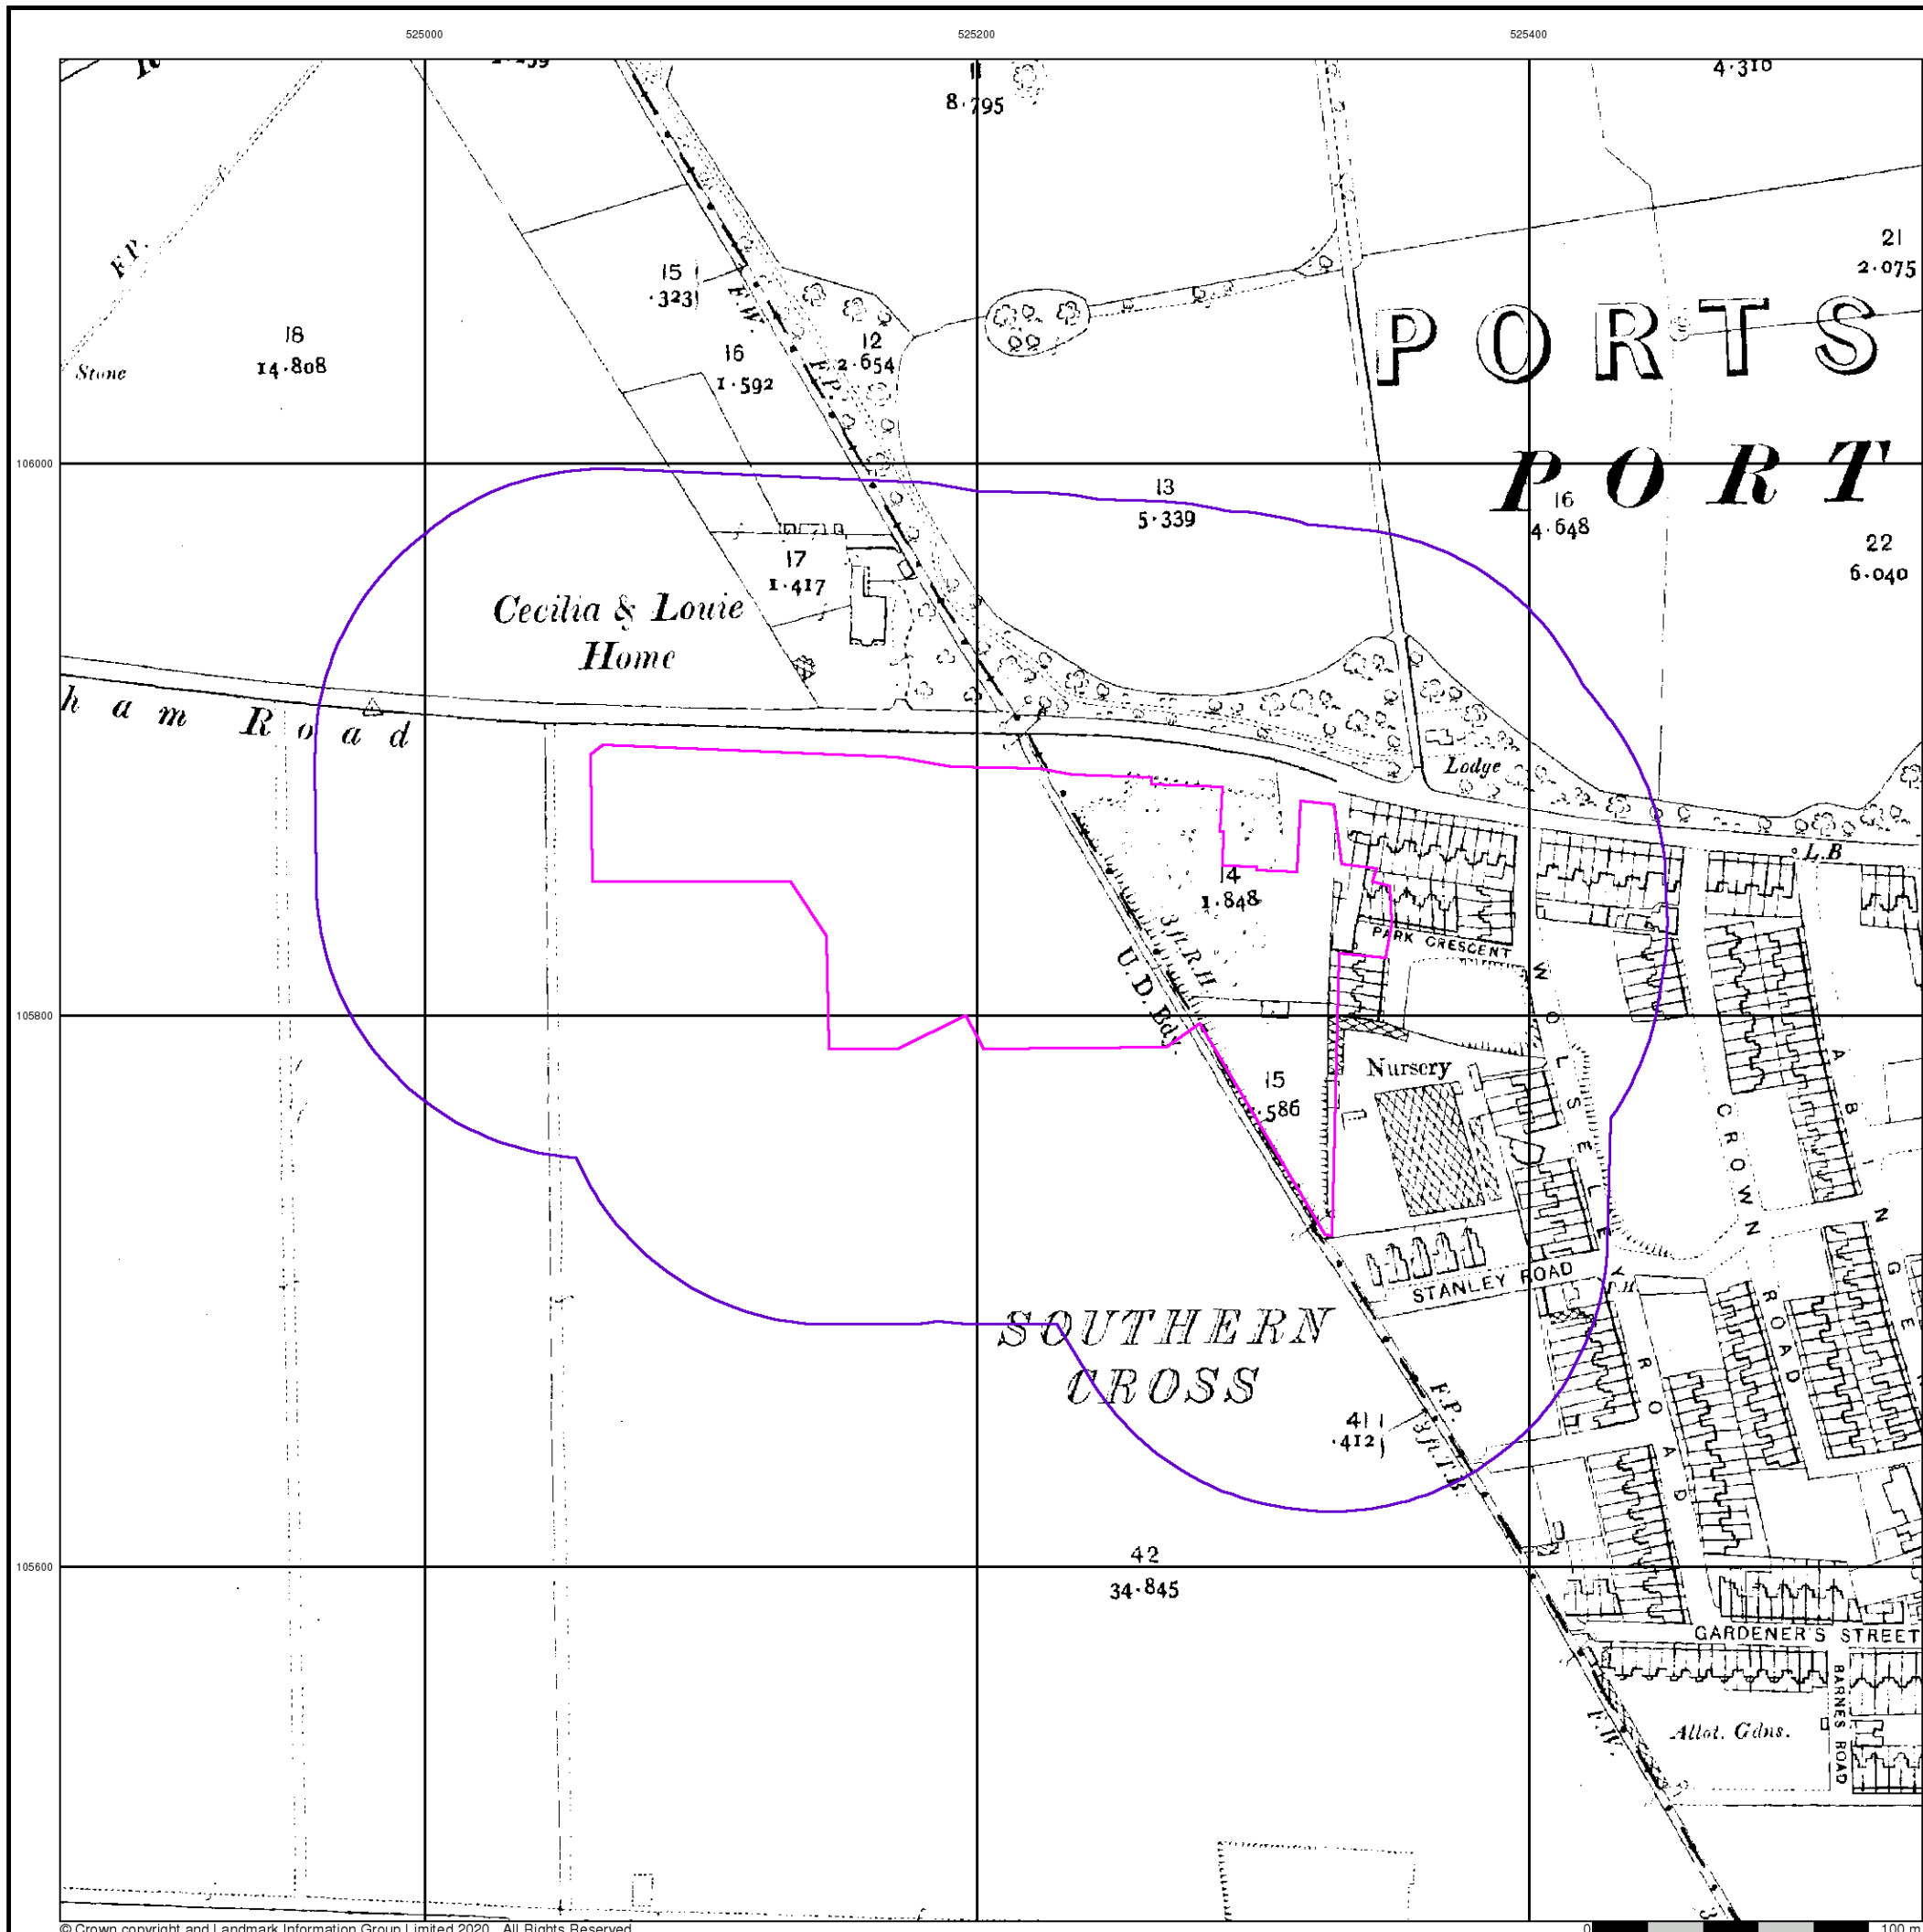 525000
525200
525400
11
8.795
4.310
F.P.
15
.323
F.W.
21
2.075
18
14.808
12
2.654
16
1.592
F.P.
Stone
PORTS
PORT
106000
13
5.339
16
4.648
17
1.417
22
6.040
Cecilia & Louie
Home
ham Road
Lodge
L.B
14
1.848
3ft.R.H.
PARK CRESCENT
U.D. Bdy.
105800
15
.586
Nursery
WOLSELEY ROAD
CROWN ROAD
STANLEY ROAD
SOUTHERN
CROSS
F.P.
41
.412
3ft.T.B.
42
34.845
105600
GARDENER'S STREET
BARNES ROAD
F.W.
Allot. Gdns.
© Crown copyright and Landmark Information Group Limited 2020. All Rights Reserved.
0
100 m